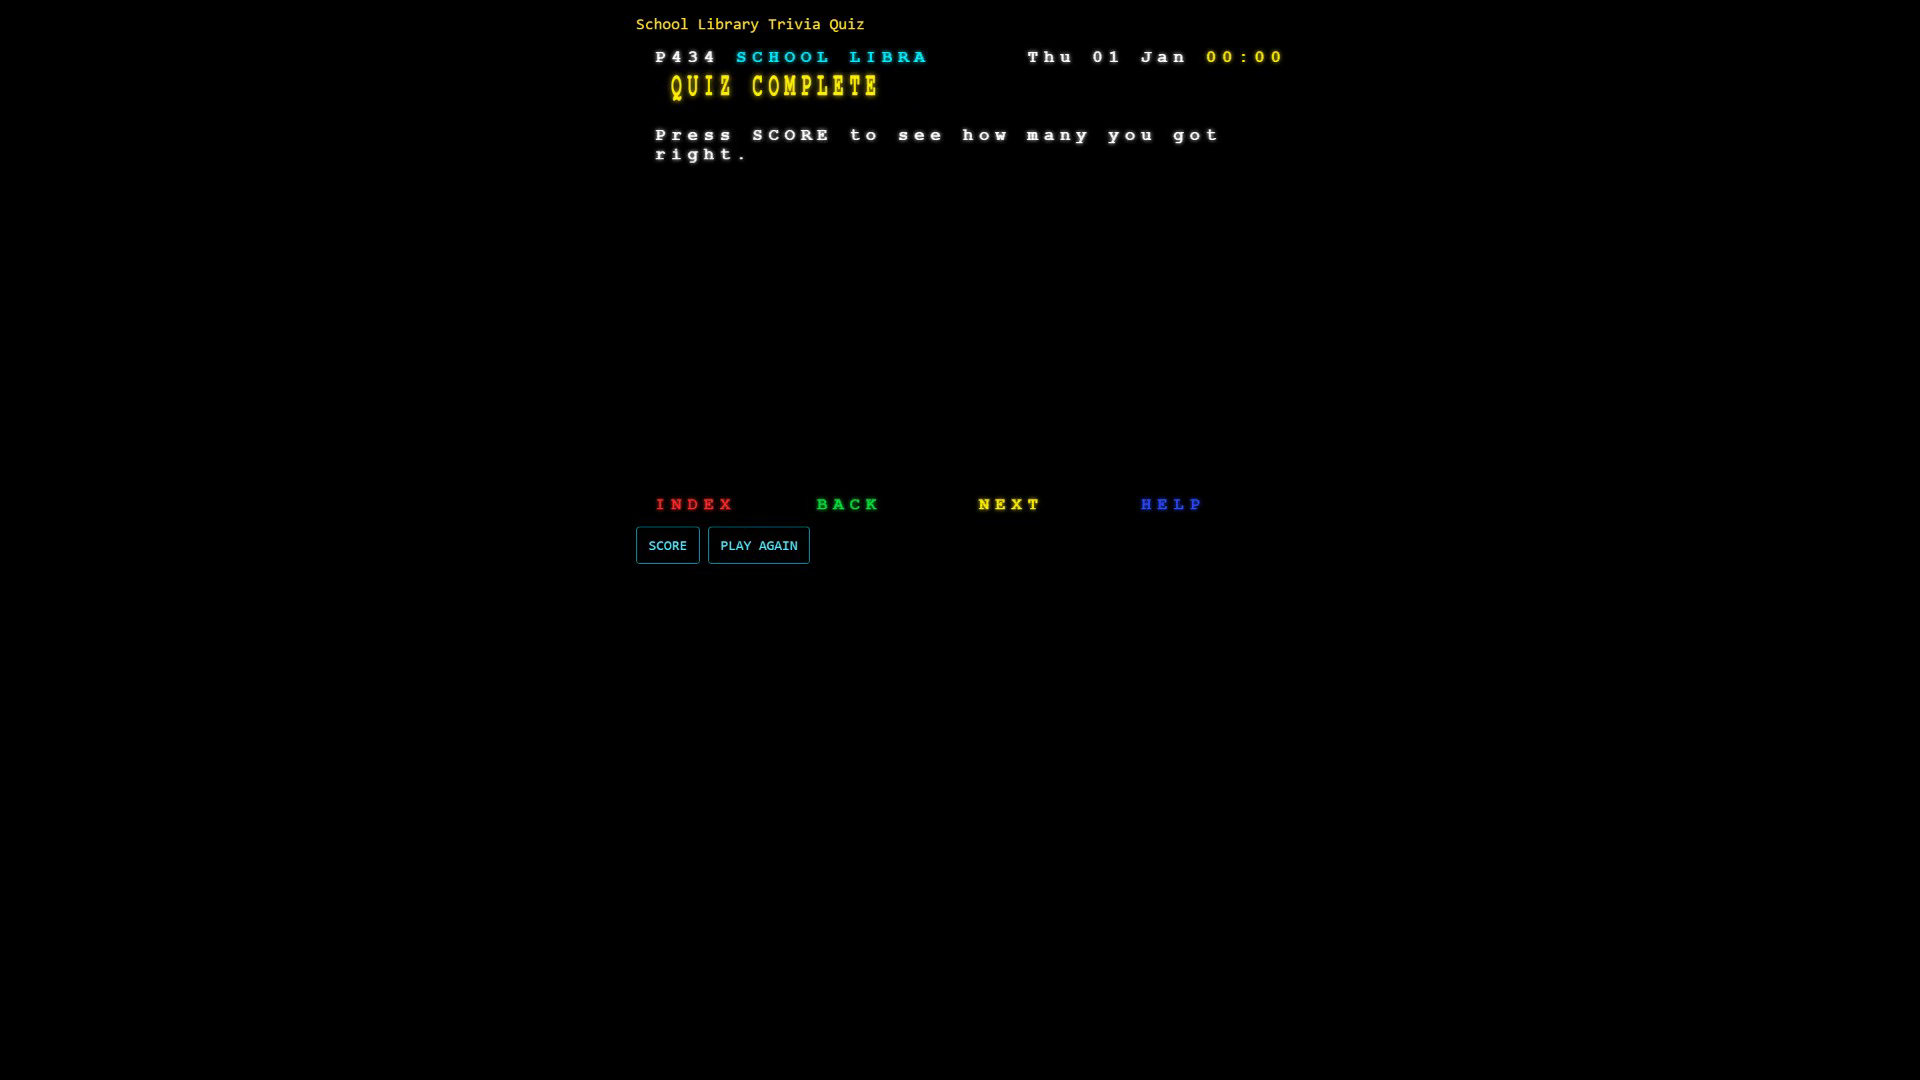 School Library Trivia Quiz
P434 SCHOOL LIBRA Thu 01 Jan 00:00
QUIZ COMPLETE
Press SCORE to see how many you got
right.
INDEX BACK NEXT HELP
SCORE PLAY AGAIN